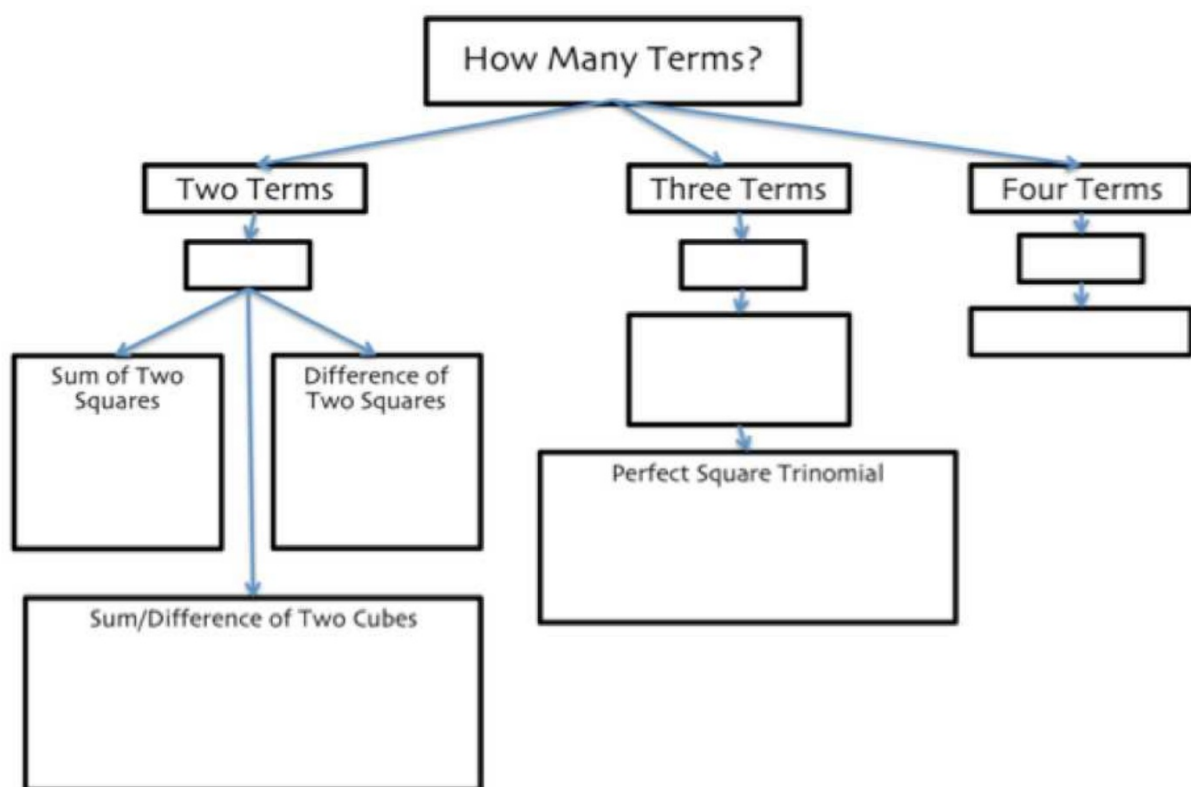 How Many Terms?
Two Terms
Three Terms
Four Terms
Sum of Two
Squares
Difference of
Two Squares
Perfect Square Trinomial
Sum/Difference of Two Cubes